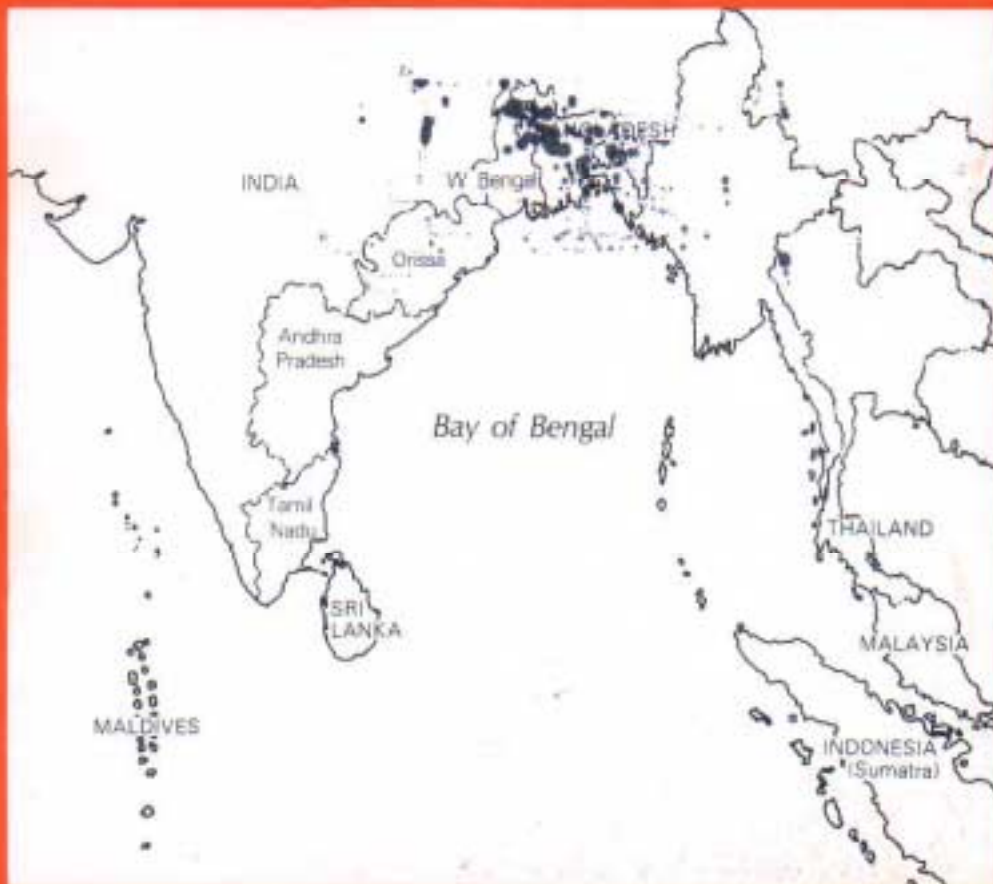 INDIA
W. Bengal
Orissa
Andhra
Pradesh
Bay of Bengal
Tamil
Nadu
THAILAND
SRI
LANKA
MALAYSIA
MALDIVES
INDONESIA
(Sumatra)